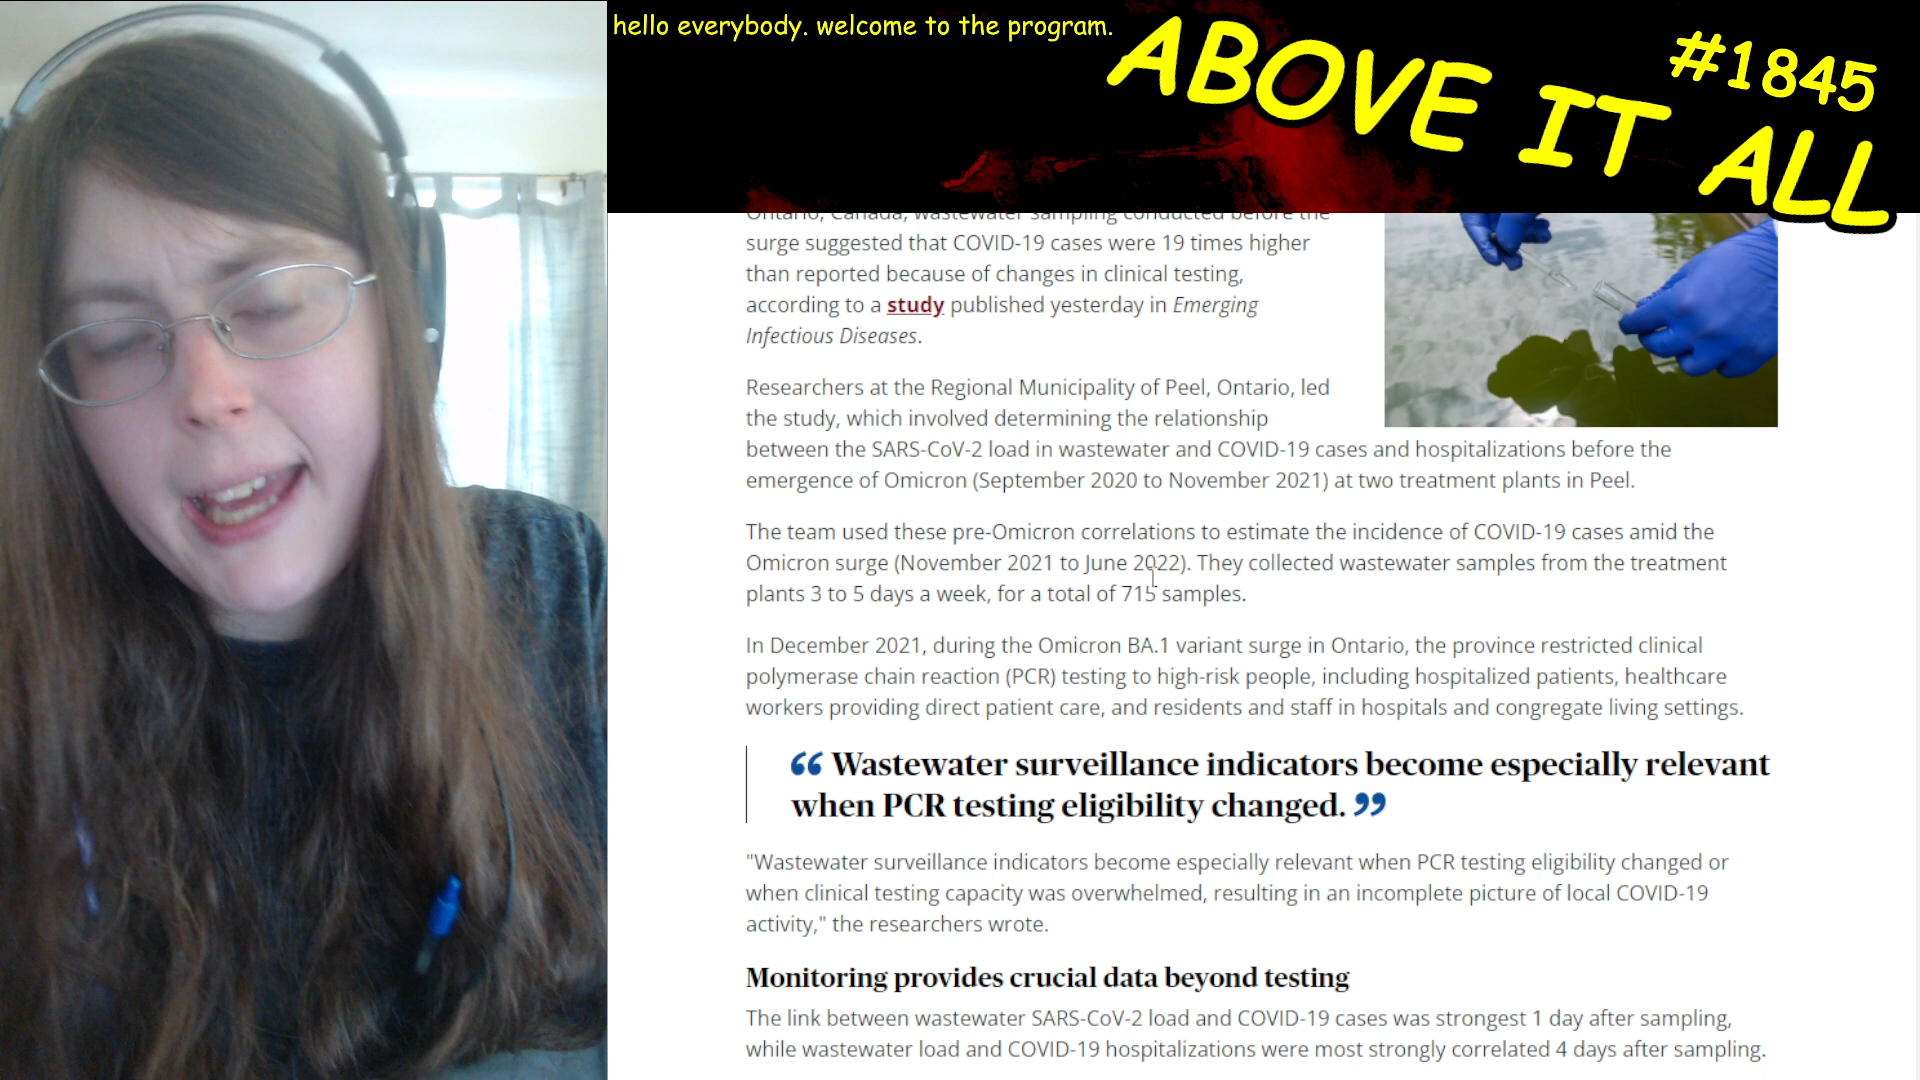 hello everybody. welcome to the program.
ABOVE IT ALL
#1845
Ontario, Canada, wastewater sampling conducted before the
surge suggested that COVID-19 cases were 19 times higher
than reported because of changes in clinical testing,
according to a study published yesterday in Emerging
Infectious Diseases.
Researchers at the Regional Municipality of Peel, Ontario, led
the study, which involved determining the relationship
between the SARS-CoV-2 load in wastewater and COVID-19 cases and hospitalizations before the
emergence of Omicron (September 2020 to November 2021) at two treatment plants in Peel.
The team used these pre-Omicron correlations to estimate the incidence of COVID-19 cases amid the
Omicron surge (November 2021 to June 2022). They collected wastewater samples from the treatment
plants 3 to 5 days a week, for a total of 715 samples.
In December 2021, during the Omicron BA.1 variant surge in Ontario, the province restricted clinical
polymerase chain reaction (PCR) testing to high-risk people, including hospitalized patients, healthcare
workers providing direct patient care, and residents and staff in hospitals and congregate living settings.
“ Wastewater surveillance indicators become especially relevant
when PCR testing eligibility changed. ”
"Wastewater surveillance indicators become especially relevant when PCR testing eligibility changed or
when clinical testing capacity was overwhelmed, resulting in an incomplete picture of local COVID-19
activity," the researchers wrote.
Monitoring provides crucial data beyond testing
The link between wastewater SARS-CoV-2 load and COVID-19 cases was strongest 1 day after sampling,
while wastewater load and COVID-19 hospitalizations were most strongly correlated 4 days after sampling.